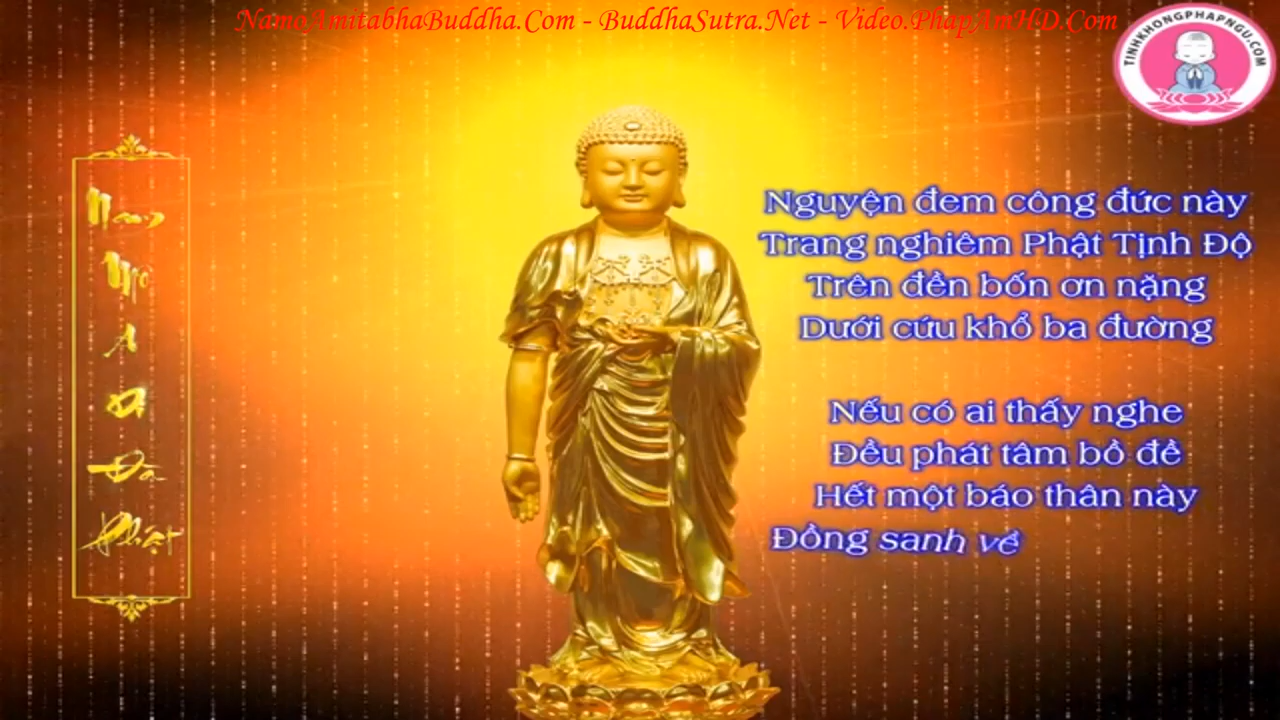 NamoAmitabhaBuddha.Com - BuddhaSutra.Net - Video.PhapAmHD.Com
TINHKHONGPHAPNGU.COM
Nam
Mô
A
Di
Đà
Phật
Nguyện đem công đức này
Trang nghiêm Phật Tịnh Độ
Trên đền bốn ơn nặng
Dưới cứu khổ ba đường
Nếu có ai thấy nghe
Đều phát tâm bồ đề
Hết một báo thân này
Đồng sanh về